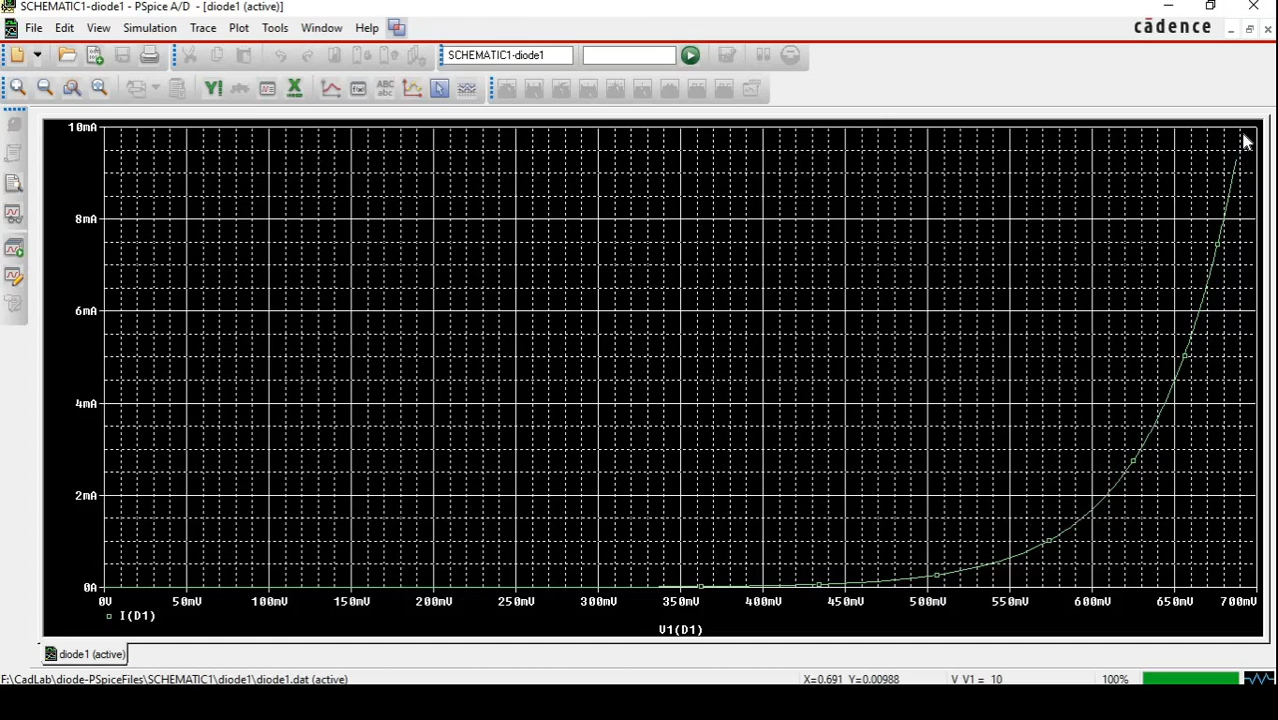 SCHEMATIC1-diode1 - PSpice A/D - [diode1 (active)]
File Edit View Simulation Trace Plot Tools Window Help
cādence
SCHEMATIC1-diode1
ABC
abc
10mA
8mA
6mA
4mA
2mA
0A
0V 50mV 100mV 150mV 200mV 250mV 300mV 350mV 400mV 450mV 500mV 550mV 600mV 650mV 700mV
I(D1)
V1(D1)
diode1 (active)
F:\CadLab\diode-PSpiceFiles\SCHEMATIC1\diode1\diode1.dat (active) X=0.691 Y=0.00988 V V1 = 10 100%